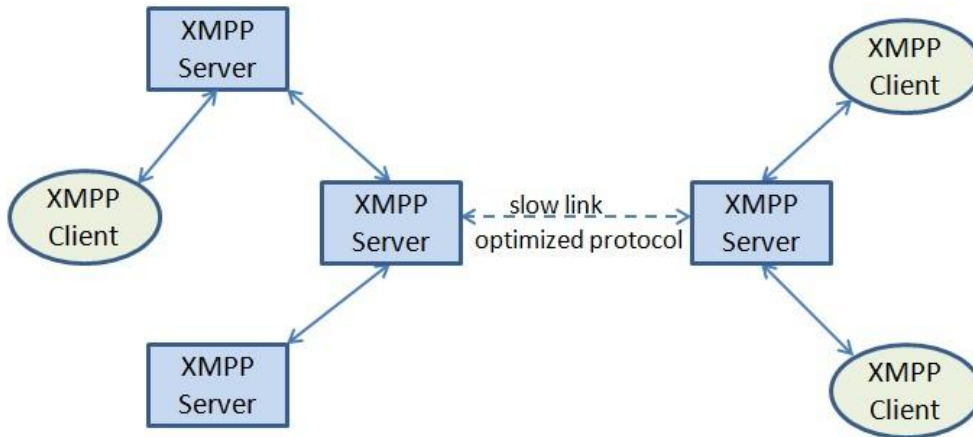 XMPP
Server
XMPP
Client
XMPP
Client
XMPP
Server
slow link
optimized protocol
XMPP
Server
XMPP
Server
XMPP
Client